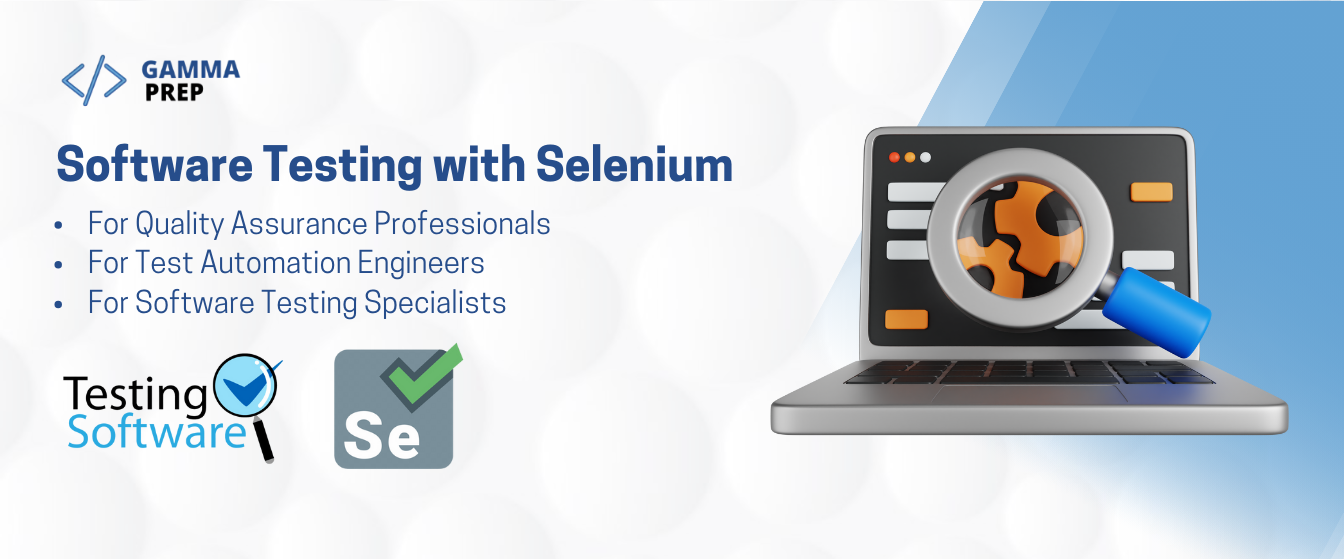 GAMMA
PREP
Software Testing with Selenium
• For Quality Assurance Professionals
• For Test Automation Engineers
• For Software Testing Specialists
Testing
Software
Se